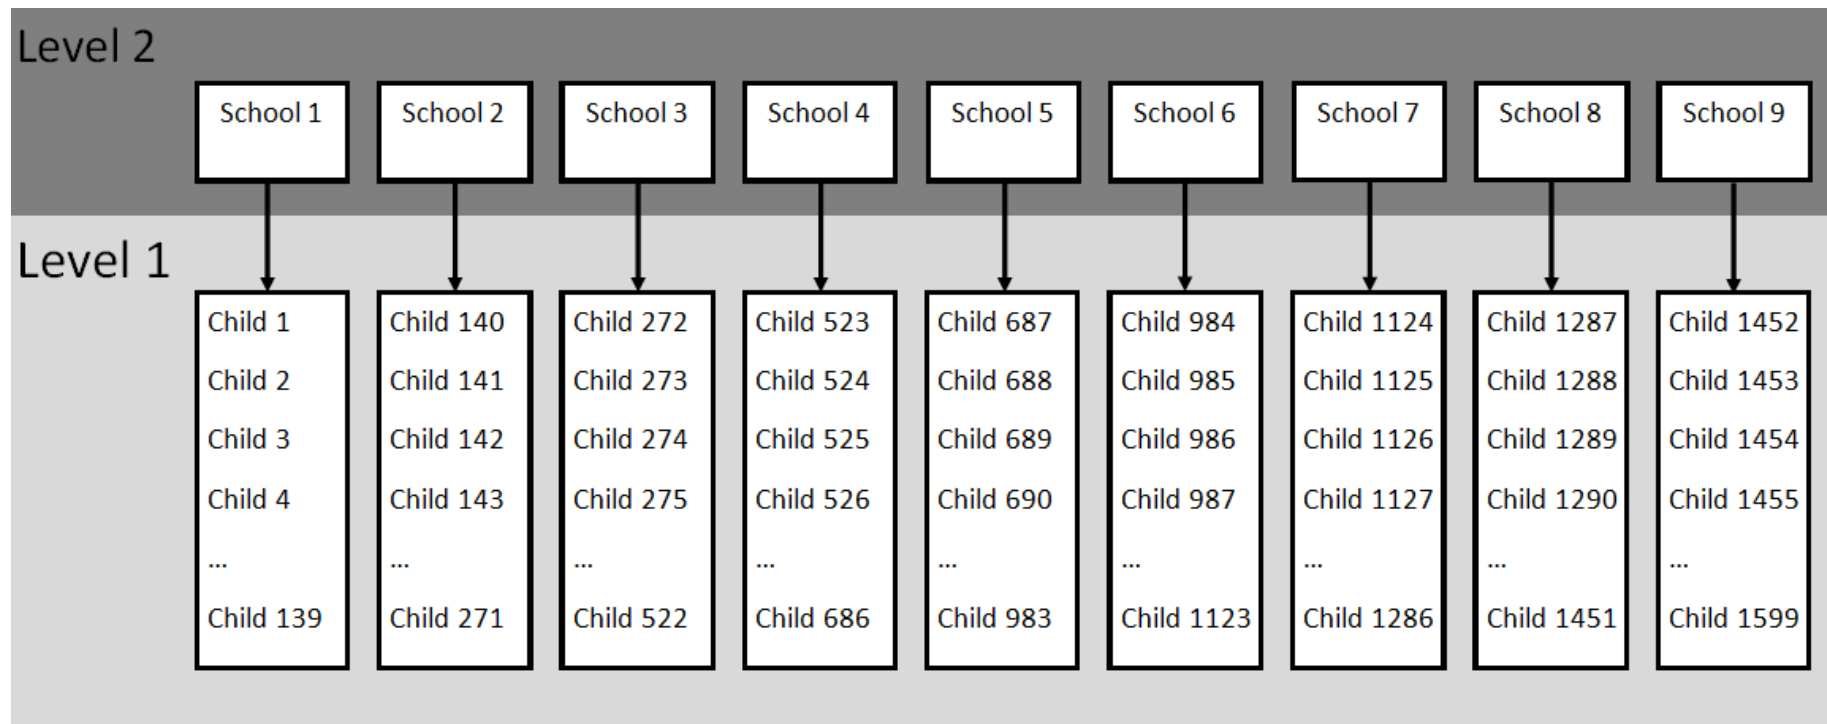 Level 2
School 1
School 2
School 3
School 4
School 5
School 6
School 7
School 8
School 9
Level 1
Child 1
Child 2
Child 3
Child 4
...
Child 139
Child 140
Child 141
Child 142
Child 143
...
Child 271
Child 272
Child 273
Child 274
Child 275
...
Child 522
Child 523
Child 524
Child 525
Child 526
...
Child 686
Child 687
Child 688
Child 689
Child 690
...
Child 983
Child 984
Child 985
Child 986
Child 987
...
Child 1123
Child 1124
Child 1125
Child 1126
Child 1127
...
Child 1286
Child 1287
Child 1288
Child 1289
Child 1290
...
Child 1451
Child 1452
Child 1453
Child 1454
Child 1455
...
Child 1599